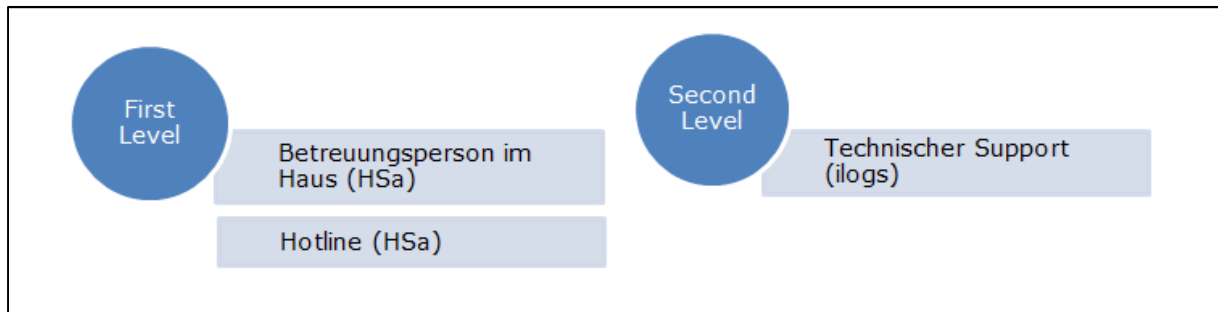 First
Level
Betreuungsperson im
Haus (HSa)
Hotline (HSa)
Second
Level
Technischer Support
(ilogs)